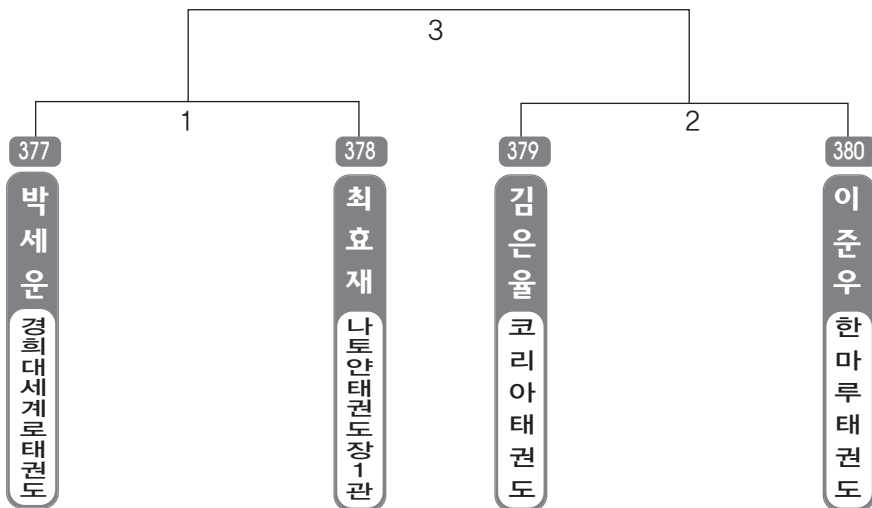 3
1
2
377
378
379
380
박세운
경희대세계로태권도
최효재
나토얀태권도장1관
김은율
코리아태권도
이준우
한마루태권도